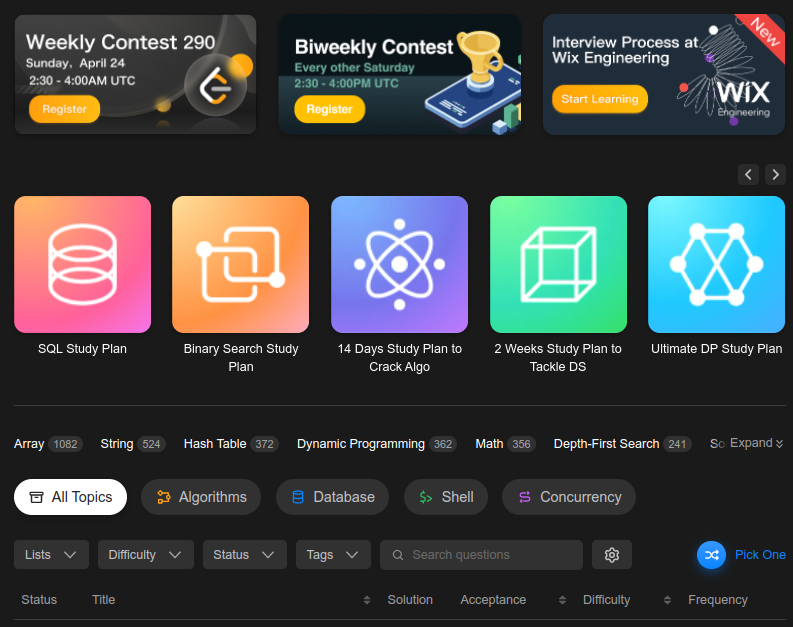 Weekly Contest 290
Sunday, April 24
2:30 - 4:00AM UTC
Register
Biweekly Contest
Every other Saturday
2:30 - 4:00PM UTC
Register
Interview Process at
Wix Engineering
Start Learning
New
WiX
Engineering
SQL Study Plan
Binary Search Study
Plan
14 Days Study Plan to
Crack Algo
2 Weeks Study Plan to
Tackle DS
Ultimate DP Study Plan
Array 1082 String 524 Hash Table 372 Dynamic Programming 362 Math 356 Depth-First Search 241 So Expand
All Topics Algorithms Database $> Shell Concurrency
Lists Difficulty Status Tags Search questions Pick One
Status Title Solution Acceptance Difficulty Frequency